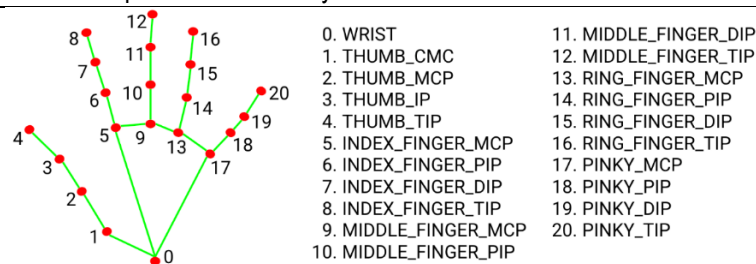 12
8
16
11
7
15
20
6
10
14
19
4
5
9
13
18
3
17
2
1
0
0. WRIST
1. THUMB_CMC
2. THUMB_MCP
3. THUMB_IP
4. THUMB_TIP
5. INDEX_FINGER_MCP
6. INDEX_FINGER_PIP
7. INDEX_FINGER_DIP
8. INDEX_FINGER_TIP
9. MIDDLE_FINGER_MCP
10. MIDDLE_FINGER_PIP
11. MIDDLE_FINGER_DIP
12. MIDDLE_FINGER_TIP
13. RING_FINGER_MCP
14. RING_FINGER_PIP
15. RING_FINGER_DIP
16. RING_FINGER_TIP
17. PINKY_MCP
18. PINKY_PIP
19. PINKY_DIP
20. PINKY_TIP